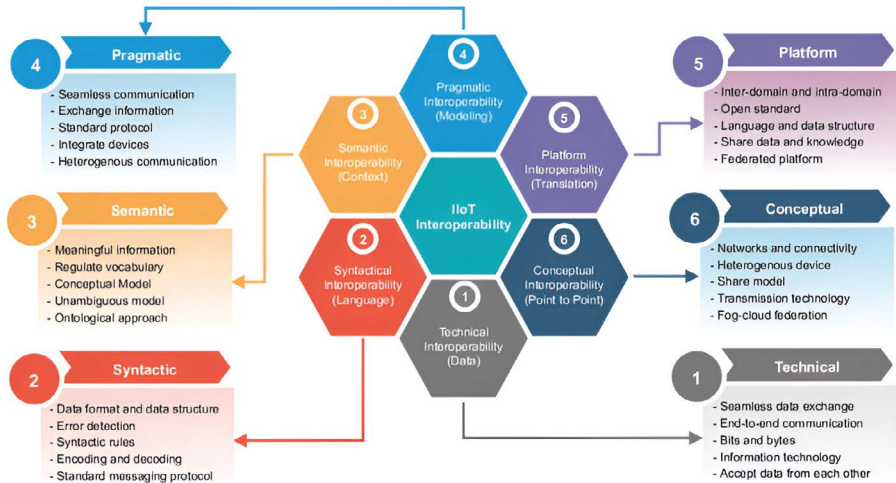 4
Pragmatic
- Seamless communication
- Exchange information
- Standard protocol
- Integrate devices
- Heterogenous communication
3
Semantic
- Meaningful information
- Regulate vocabulary
- Conceptual Model
- Unambiguous model
- Ontological approach
2
Syntactic
- Data format and data structure
- Error detection
- Syntactic rules
- Encoding and decoding
- Standard messaging protocol
4
Pragmatic
Interoperability
(Modeling)
3
Semantic
Interoperability
(Context)
5
Platform
Interoperability
(Translation)
IIoT
Interoperability
2
Syntactical
Interoperability
(Language)
6
Conceptual
Interoperability
(Point to Point)
1
Technical
Interoperability
(Data)
5
Platform
- Inter-domain and intra-domain
- Open standard
- Language and data structure
- Share data and knowledge
- Federated platform
6
Conceptual
- Networks and connectivity
- Heterogenous device
- Share model
- Transmission technology
- Fog-cloud federation
1
Technical
- Seamless data exchange
- End-to-end communication
- Bits and bytes
- Information technology
- Accept data from each other